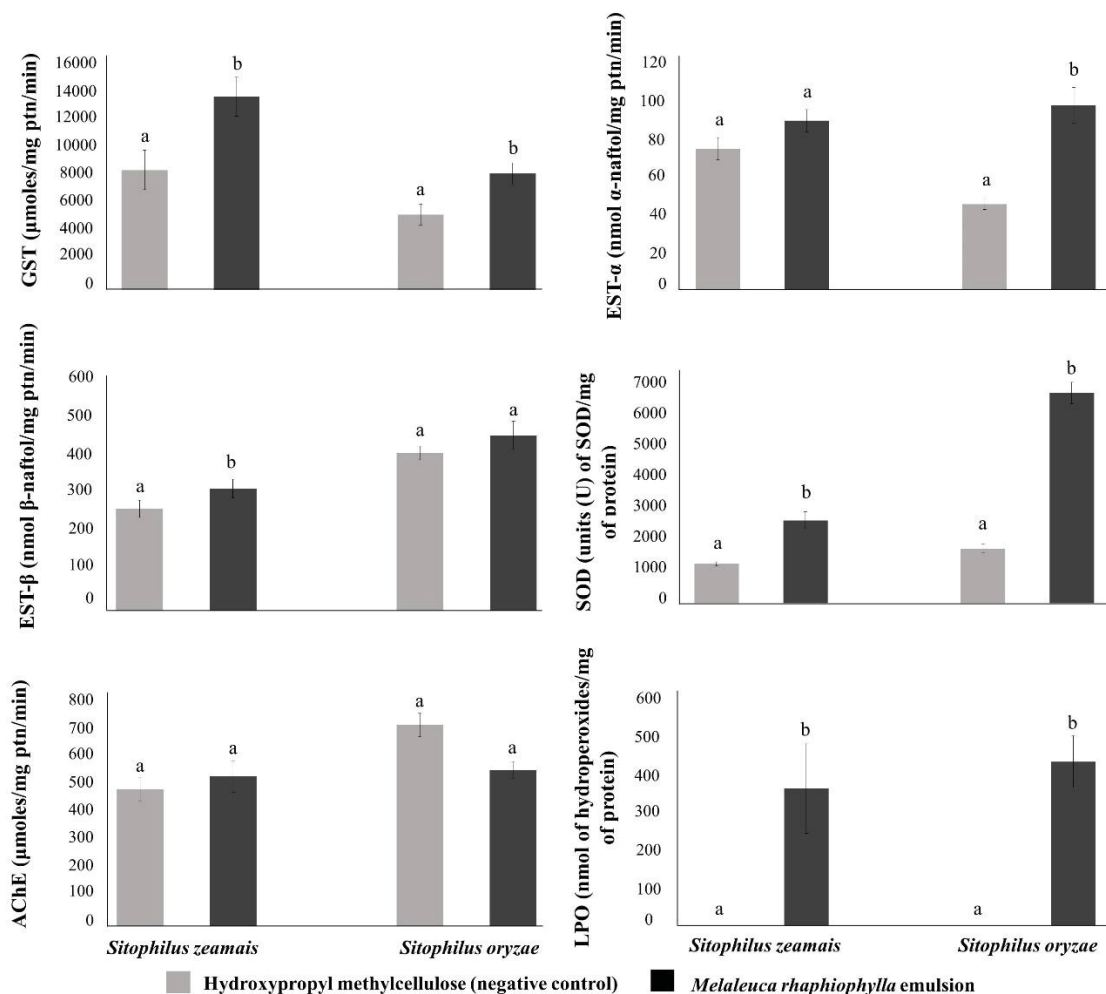 GST (µmoles/mg ptn/min)
16000
14000
12000
10000
8000
6000
4000
2000
0
a
b
a
b
EST-α (nmol α-naftol/mg ptn/min)
120
100
80
60
40
20
0
a
a
a
b
EST-β (nmol β-naftol/mg ptn/min)
600
500
400
300
200
100
0
a
b
a
a
SOD (units (U) of SOD/mg
of protein)
7000
6000
5000
4000
3000
2000
1000
0
a
b
a
b
AChE (µmoles/mg ptn/min)
800
700
600
500
400
300
200
100
0
a
a
a
a
Sitophilus zeamais
Sitophilus oryzae
LPO (nmol of hydroperoxides/mg
of protein)
600
500
400
300
200
100
0
a
b
a
b
Sitophilus zeamais
Sitophilus oryzae
Hydroxypropyl methylcellulose (negative control)
Melaleuca rhaphiophylla emulsion